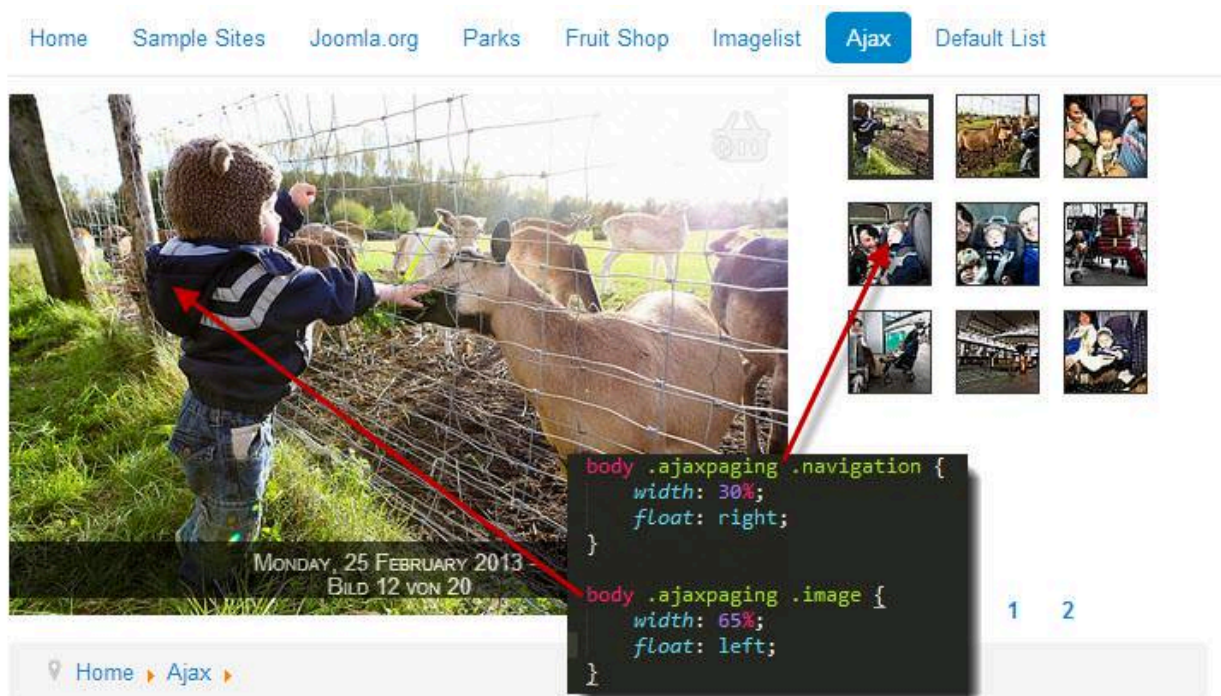 Home Sample Sites Joomla.org Parks Fruit Shop Imagelist Ajax Default List
MONDAY, 25 FEBRUARY 2013 -
BILD 12 VON 20
body .ajaxpaging .navigation {
width: 30%;
float: right;
}
body .ajaxpaging .image {
width: 65%;
float: left;
}
1 2
Home Ajax